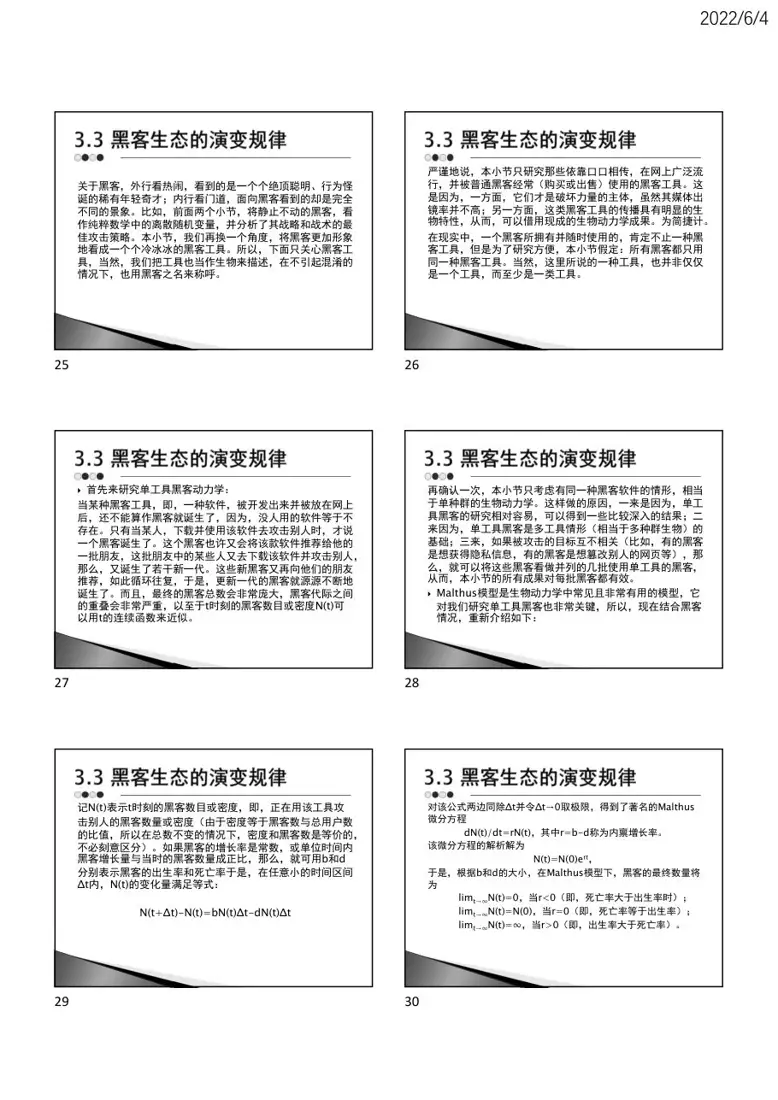 2022/6/4
3.3 黑客生态的演变规律
关于黑客，外行看热闹，看到的是一个个绝顶聪明、行为怪
诞的稀有年轻奇才；内行看门道，面向黑客看到的却是完全
不同的景象。比如，前面两个小节，将静止不动的黑客，看
作纯粹数学中的离散随机变量，并分析了其战略和战术的最
佳攻击策略。本小节，我们再换一个角度，将黑客更加形象
地看成一个个冷冰冰的黑客工具。所以，下面只关心黑客工
具，当然，我们把工具也当作生物来描述，在不引起混淆的
情况下，也用黑客之名来称呼。
25
3.3 黑客生态的演变规律
严谨地说，本小节只研究那些依靠口口相传，在网上广泛流
行，并被普通黑客经常（购买或出售）使用的黑客工具。这
是因为，一方面，它们才是破坏力量的主体，虽然其媒体出
镜率并不高；另一方面，这类黑客工具的传播具有明显的生
物特性，从而，可以借用现成的生物动力学成果。为简捷计。
在现实中，一个黑客所拥有并随时使用的，肯定不止一种黑
客工具，但是为了研究方便，本小节假定：所有黑客都只用
同一种黑客工具。当然，这里所说的一种工具，也并非仅仅
是一个工具，而至少是一类工具。
26
3.3 黑客生态的演变规律
首先来研究单工具黑客动力学：
当某种黑客工具，即，一种软件，被开发出来并被放在网上
后，还不能算作黑客就诞生了，因为，没人用的软件等于不
存在。只有当某人，下载并使用该软件去攻击别人时，才说
一个黑客诞生了。这个黑客也许又会将该款软件推荐给他的
一批朋友，这批朋友中的某些人又去下载该软件并攻击别人，
那么，又诞生了若干新一代。这些新黑客又再向他们的朋友
推荐，如此循环往复，于是，更新一代的黑客就源源不断地
诞生了。而且，最终的黑客总数会非常庞大，黑客代际之间
的重叠会非常严重，以至于t时刻的黑客数目或密度N(t)可
以用t的连续函数来近似。
27
3.3 黑客生态的演变规律
再确认一次，本小节只考虑有同一种黑客软件的情形，相当
于单种群的生物动力学。这样做的原因，一来是因为，单工
具黑客的研究相对容易，可以得到一些比较深入的结果；二
来因为，单工具黑客是多工具情形（相当于多种群生物）的
基础；三来，如果被攻击的目标互不相关（比如，有的黑客
是想获得隐私信息，有的黑客是想篡改别人的网页等），那
么，就可以将这些黑客看做并列的几批使用单工具的黑客，
从而，本小节的所有成果对每批黑客都有效。
Malthus模型是生物动力学中常见且非常有用的模型，它
对我们研究单工具黑客也非常关键，所以，现在结合黑客
情况，重新介绍如下：
28
3.3 黑客生态的演变规律
记N(t)表示t时刻的黑客数目或密度，即，正在用该工具攻
击别人的黑客数量或密度（由于密度等于黑客数与总用户数
的比值，所以在总数不变的情况下，密度和黑客数是等价的，
不必刻意区分）。如果黑客的增长率是常数，或单位时间内
黑客增长量与当时的黑客数量成正比，那么，就可用b和d
分别表示黑客的出生率和死亡率于是，在任意小的时间区间
Δt内，N(t)的变化量满足等式：
N(t+Δt)-N(t)=bN(t)Δt-dN(t)Δt
29
3.3 黑客生态的演变规律
对该公式两边同除Δt并令Δt→0取极限，得到了著名的Malthus
微分方程
dN(t)/dt=rN(t)，其中r=b-d称为内禀增长率。
该微分方程的解析解为
N(t)=N(0)eʳᵗ，
于是，根据b和d的大小，在Malthus模型下，黑客的最终数量将
为
limₜ→∞N(t)=0，当r<0（即，死亡率大于出生率时）；
limₜ→∞N(t)=N(0)，当r=0（即，死亡率等于出生率）；
limₜ→∞N(t)=∞，当r>0（即，出生率大于死亡率）。
30